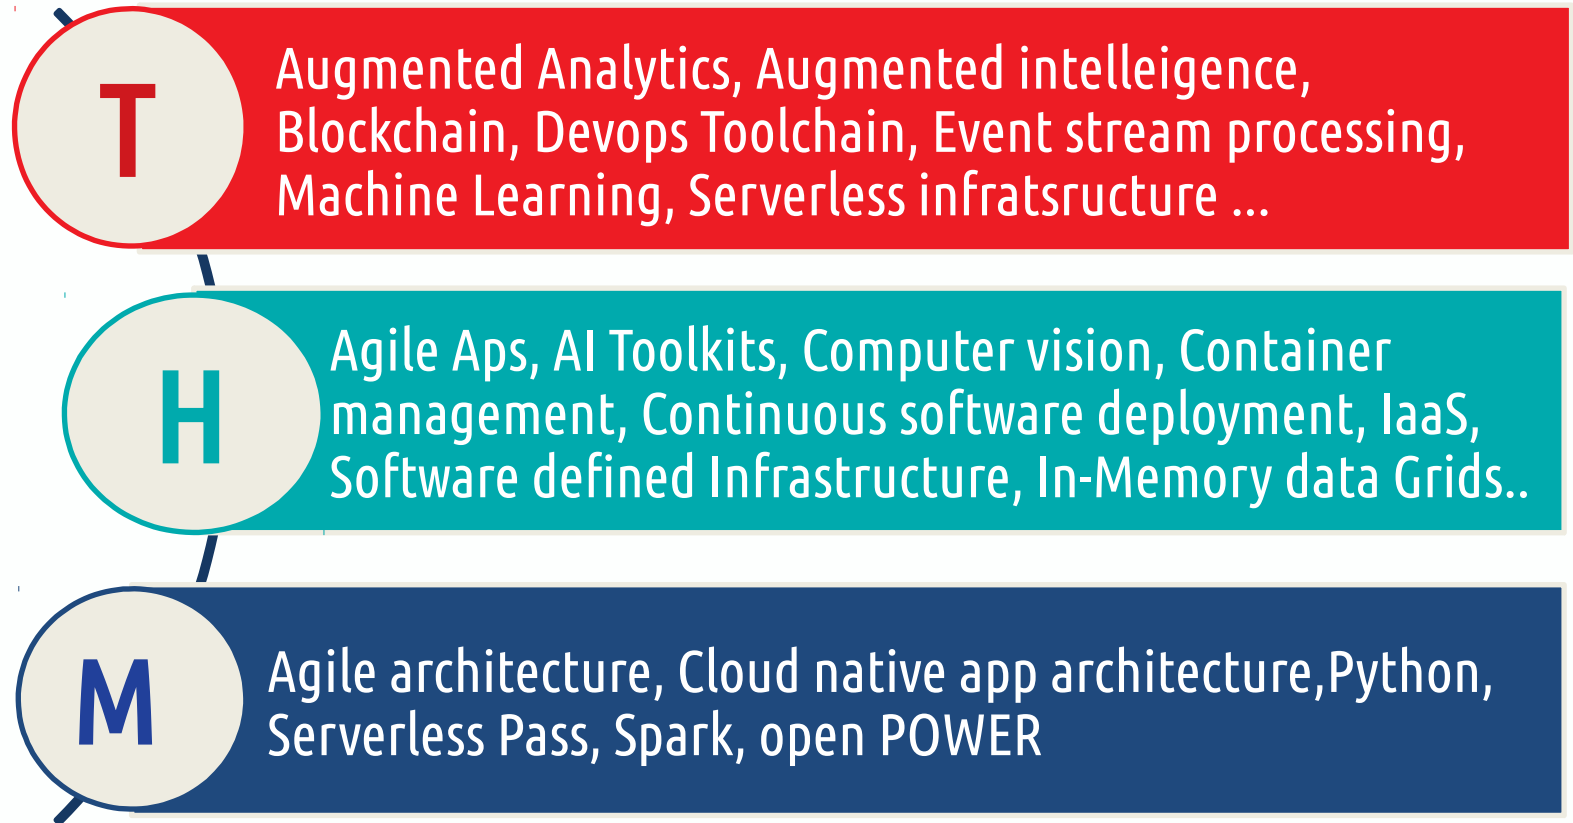 T
Augmented Analytics, Augmented intelleigence,
Blockchain, Devops Toolchain, Event stream processing,
Machine Learning, Serverless infratsructure ...
H
Agile Aps, AI Toolkits, Computer vision, Container
management, Continuous software deployment, IaaS,
Software defined Infrastructure, In-Memory data Grids..
M
Agile architecture, Cloud native app architecture,Python,
Serverless Pass, Spark, open POWER